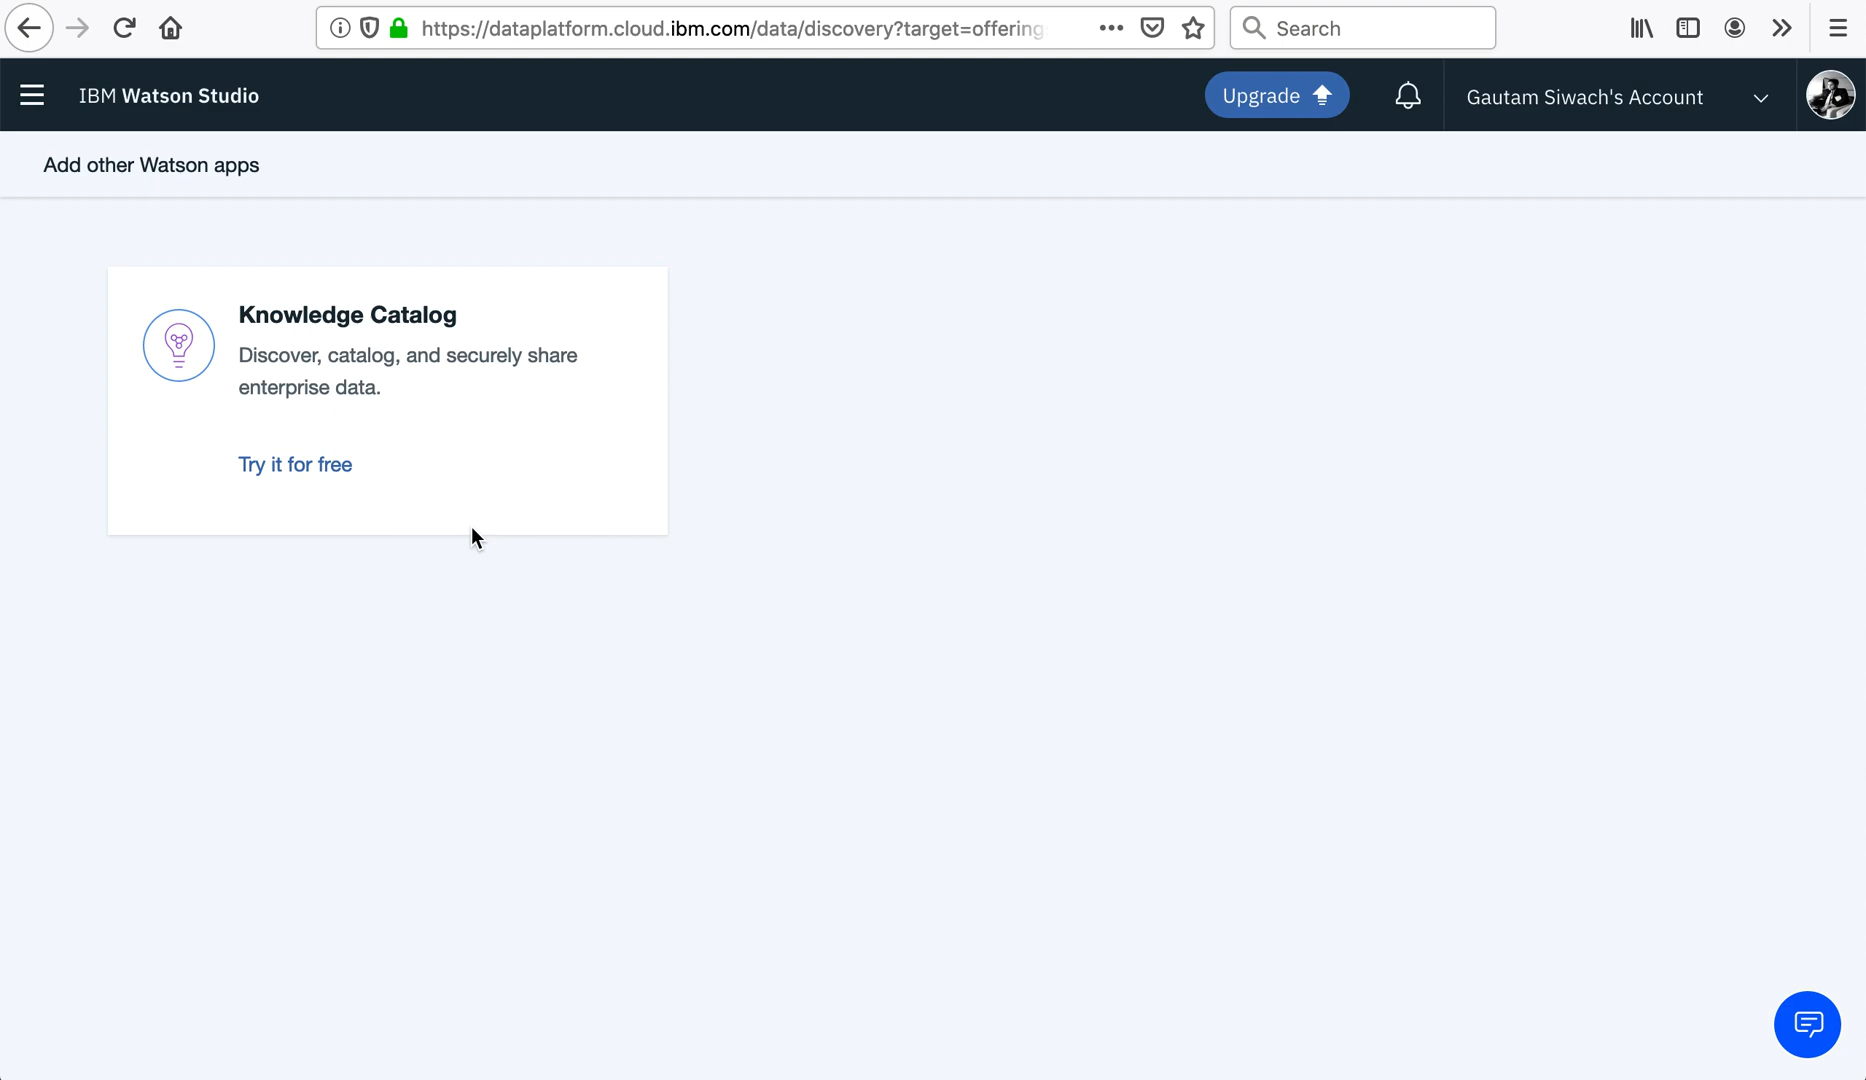 https://dataplatform.cloud.ibm.com/data/discovery?target=offering
Search
IBM Watson Studio
Upgrade
Gautam Siwach's Account
Add other Watson apps
Knowledge Catalog
Discover, catalog, and securely share
enterprise data.
Try it for free